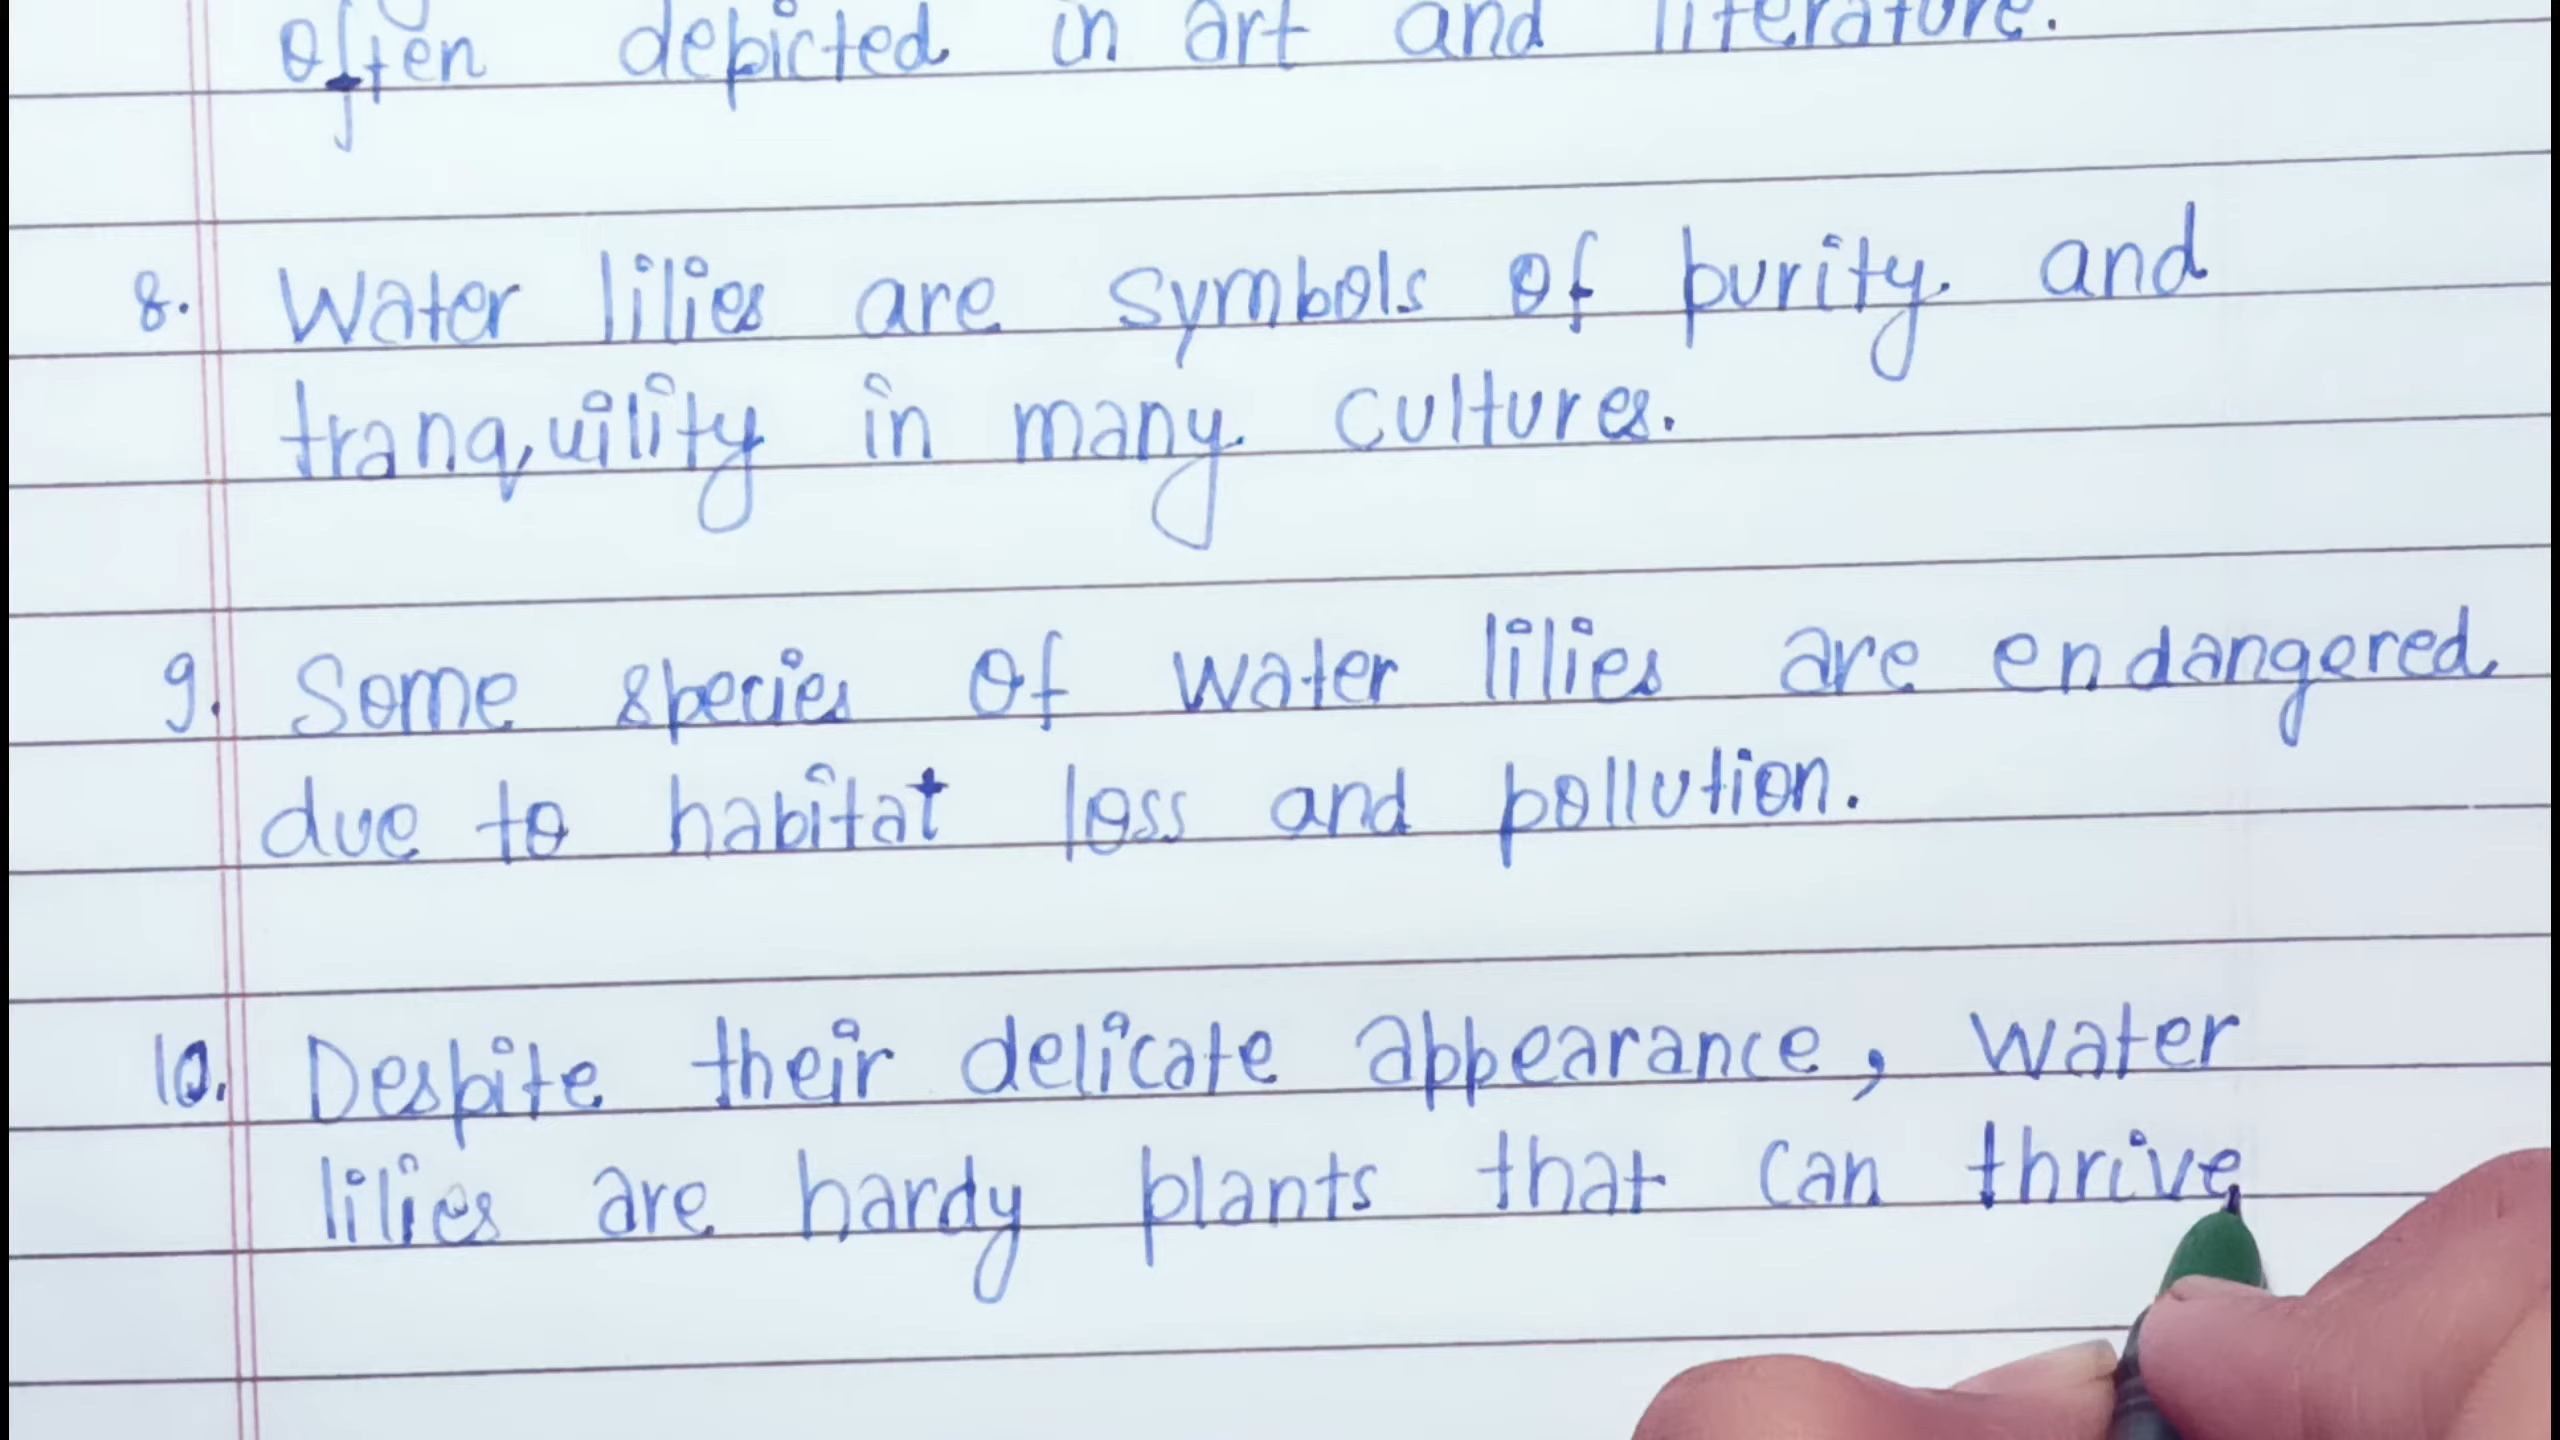 often depicted in art and literature.
8. Water lilies are symbols of purity and
tranquility in many cultures.
9. Some species of water lilies are endangered
due to habitat loss and pollution.
10. Despite their delicate appearance, water
lilies are hardy plants that can thrive